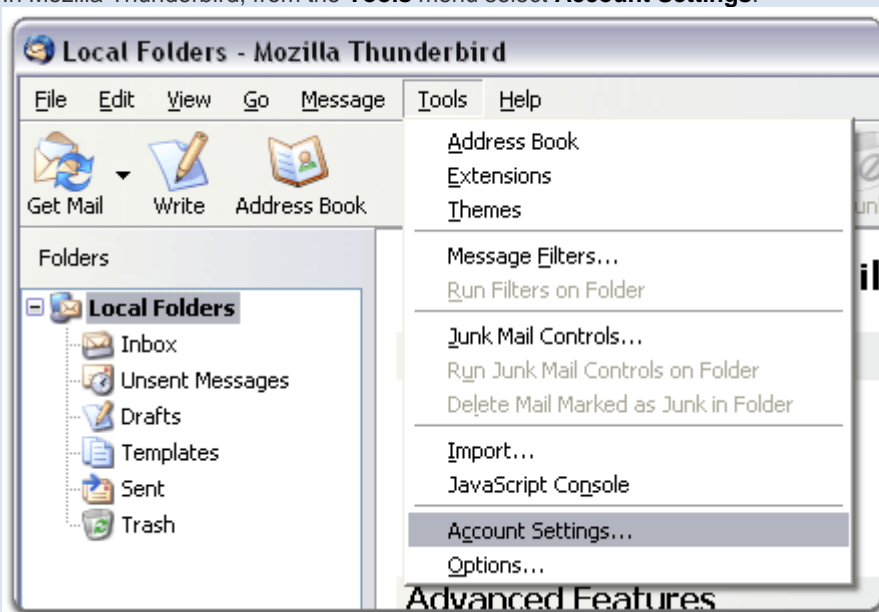 In Mozilla Thunderbird, from the Tools menu select Account Settings.
Local Folders - Mozilla Thunderbird
File Edit View Go Message Tools Help
Get Mail Write Address Book
Address Book
Extensions
Themes
Message Filters...
Run Filters on Folder
Junk Mail Controls...
Run Junk Mail Controls on Folder
Delete Mail Marked as Junk in Folder
Import...
JavaScript Console
Account Settings...
Options...
Folders
Local Folders
Inbox
Unsent Messages
Drafts
Templates
Sent
Trash
Advanced Features